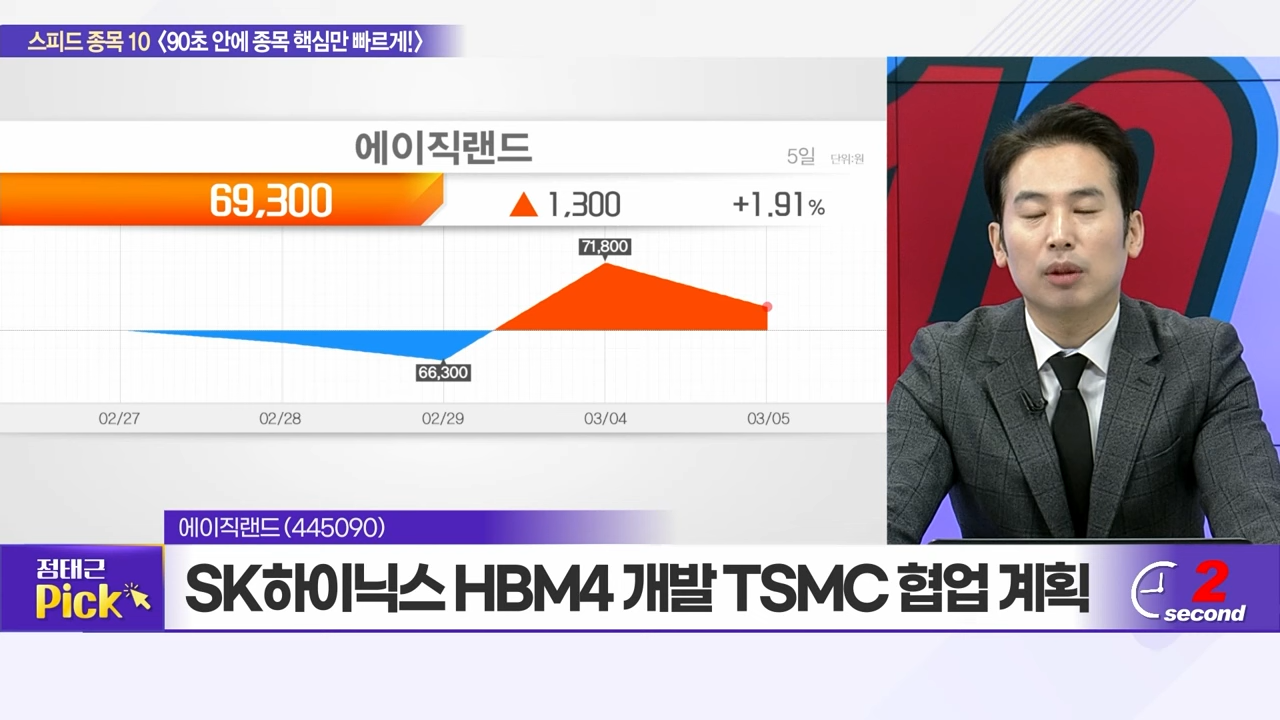 스피드 종목 10 〈90초 안에 종목 핵심만 빠르게!〉
에이직랜드
5일 단위:원
69,300 ▲ 1,300 +1.91%
71,800
66,300
02/27 02/28 02/29 03/04 03/05
에이직랜드 (445090)
정태근
Pick
SK하이닉스 HBM4 개발 TSMC 협업 계획
2
second